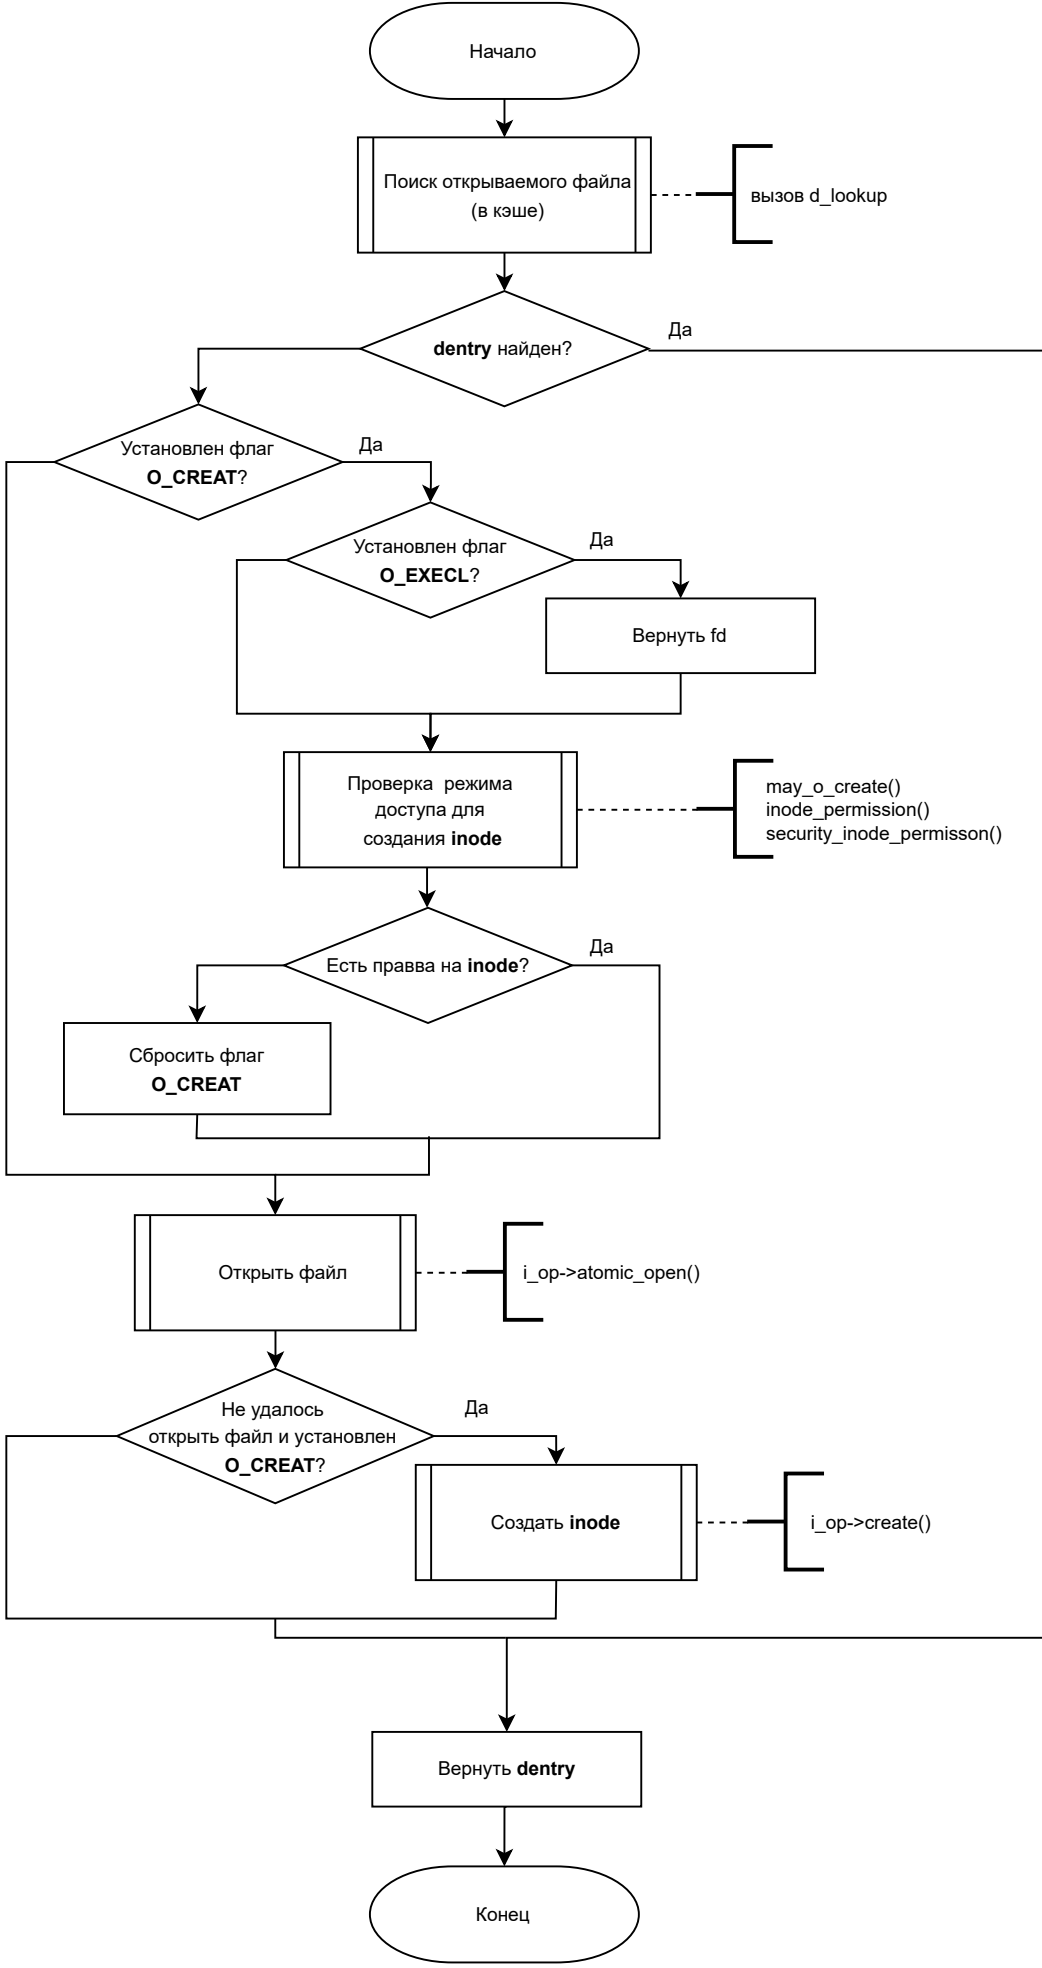 Начало
Поиск открываемого файла
(в кэше)
вызов d_lookup
dentry найден?
Да
Установлен флаг
O_CREAT?
Да
Установлен флаг
O_EXECL?
Да
Вернуть fd
Проверка режима
доступа для
создания inode
may_o_create()
inode_permission()
security_inode_permisson()
Есть правва на inode?
Да
Сбросить флаг
O_CREAT
Открыть файл
i_op->atomic_open()
Не удалось
открыть файл и установлен
O_CREAT?
Да
Создать inode
i_op->create()
Вернуть dentry
Конец